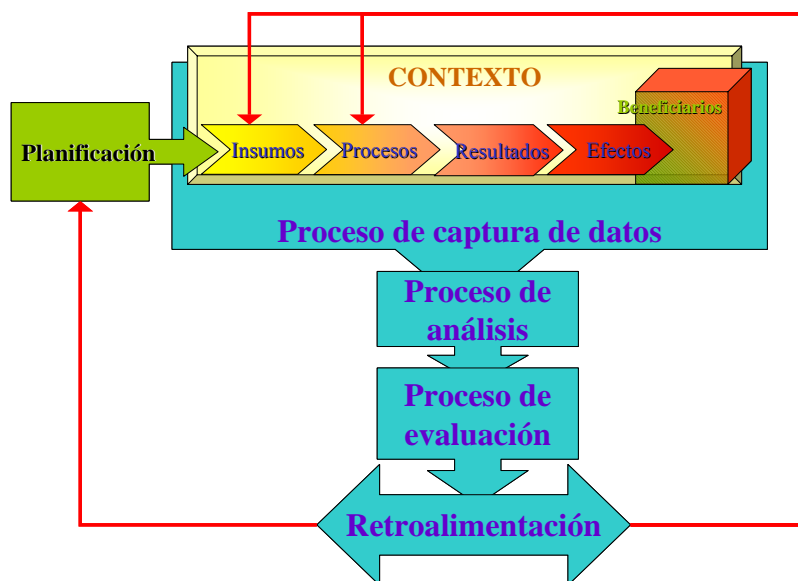 CONTEXTO
Beneficiarios
Planificación
Insumos
Procesos
Resultados
Efectos
Proceso de captura de datos
Proceso de
análisis
Proceso de
evaluación
Retroalimentación